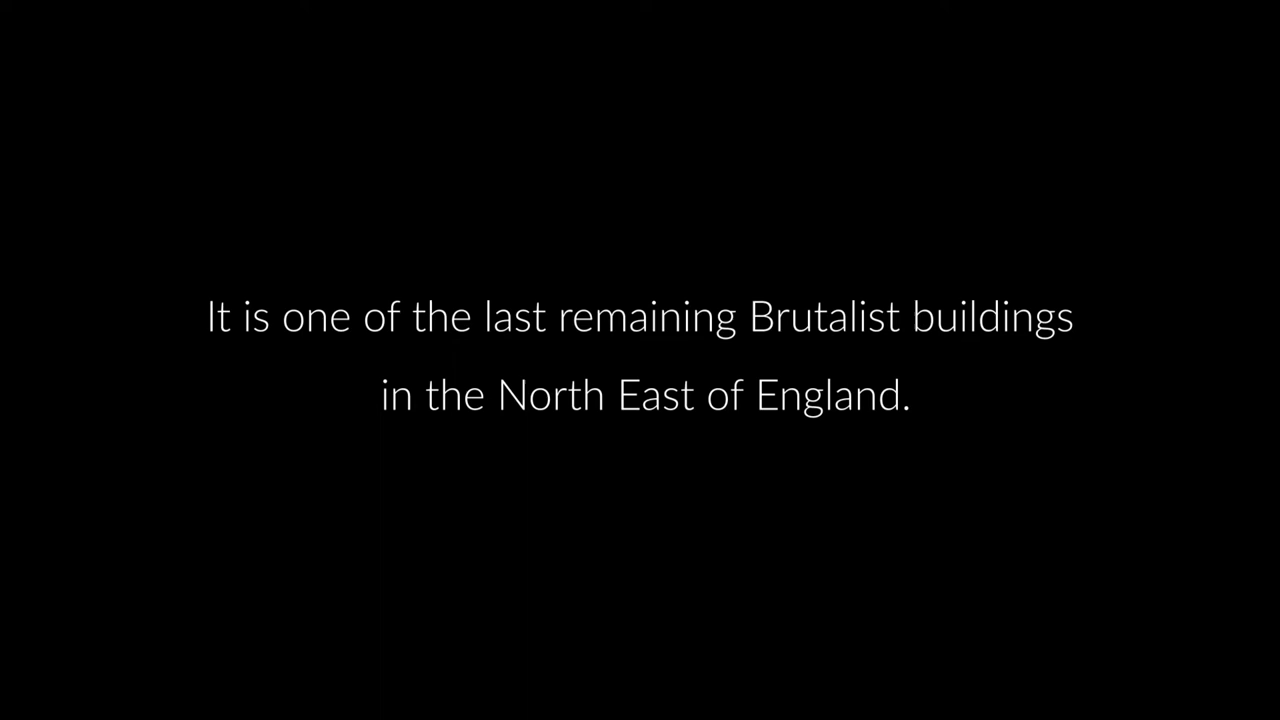 It is one of the last remaining Brutalist buildings
in the North East of England.